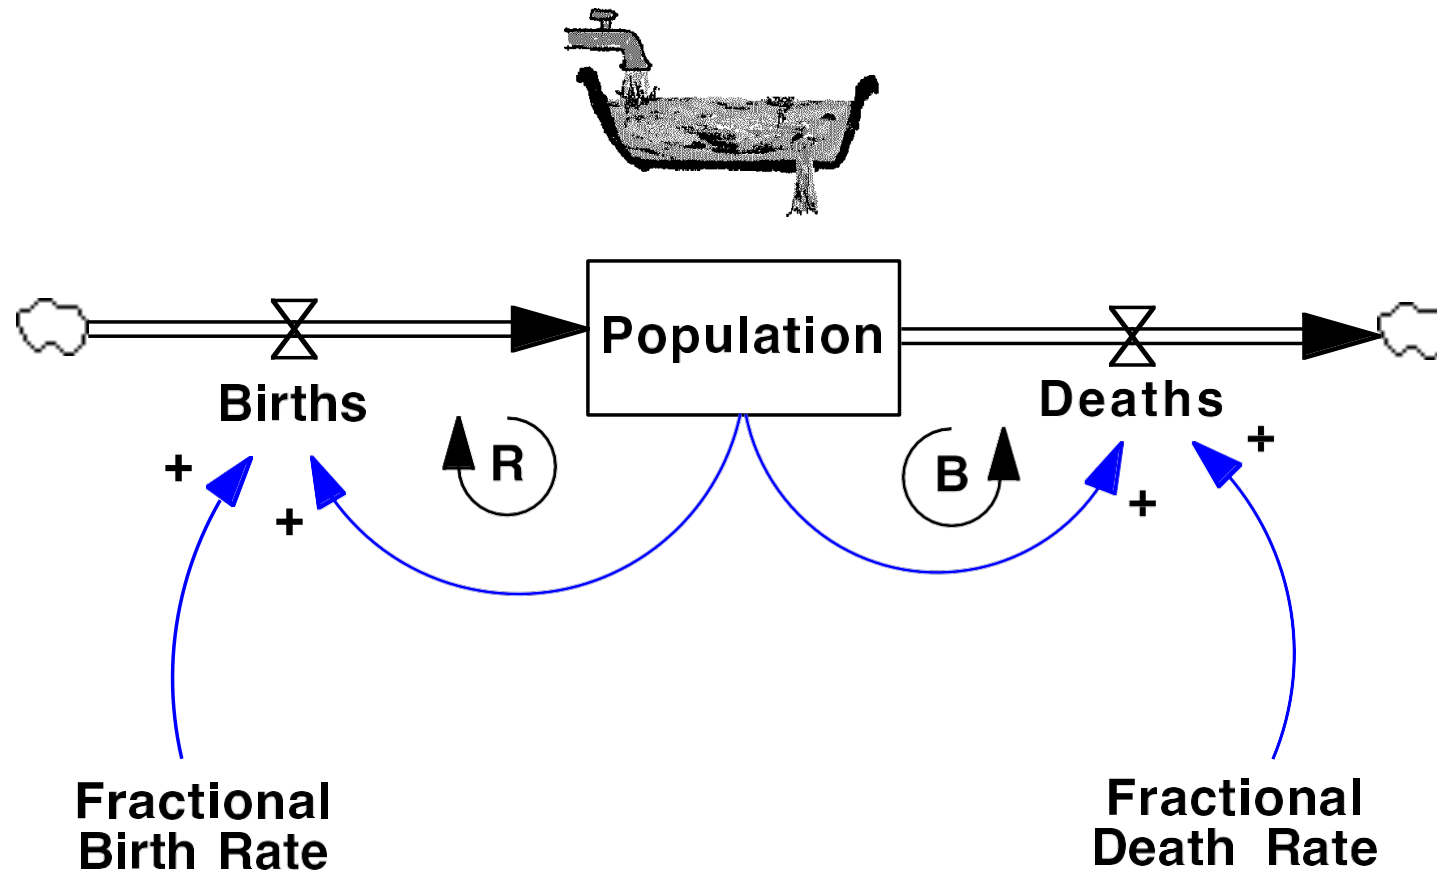 Population
Births
Deaths
+
+
R
B
+
+
Fractional
Birth Rate
Fractional
Death Rate